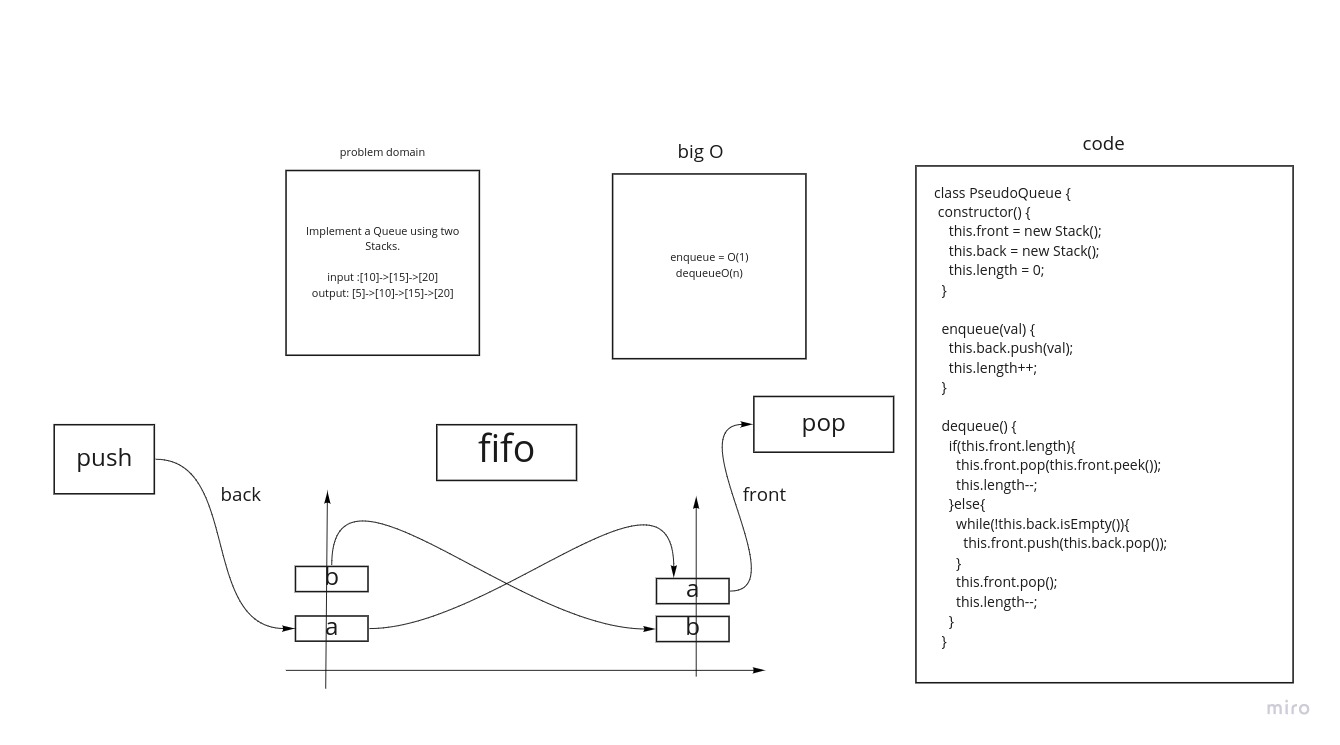 problem domain
Implement a Queue using two
Stacks.
input :[10]->[15]->[20]
output: [5]->[10]->[15]->[20]
big O
enqueue = O(1)
dequeueO(n)
code
class PseudoQueue {
constructor() {
this.front = new Stack();
this.back = new Stack();
this.length = 0;
}
enqueue(val) {
this.back.push(val);
this.length++;
}
dequeue() {
if(this.front.length){
this.front.pop(this.front.peek());
this.length--;
}else{
while(!this.back.isEmpty()){
this.front.push(this.back.pop());
}
this.front.pop();
this.length--;
}
}
push
back
fifo
front
pop
b
a
a
b
miro